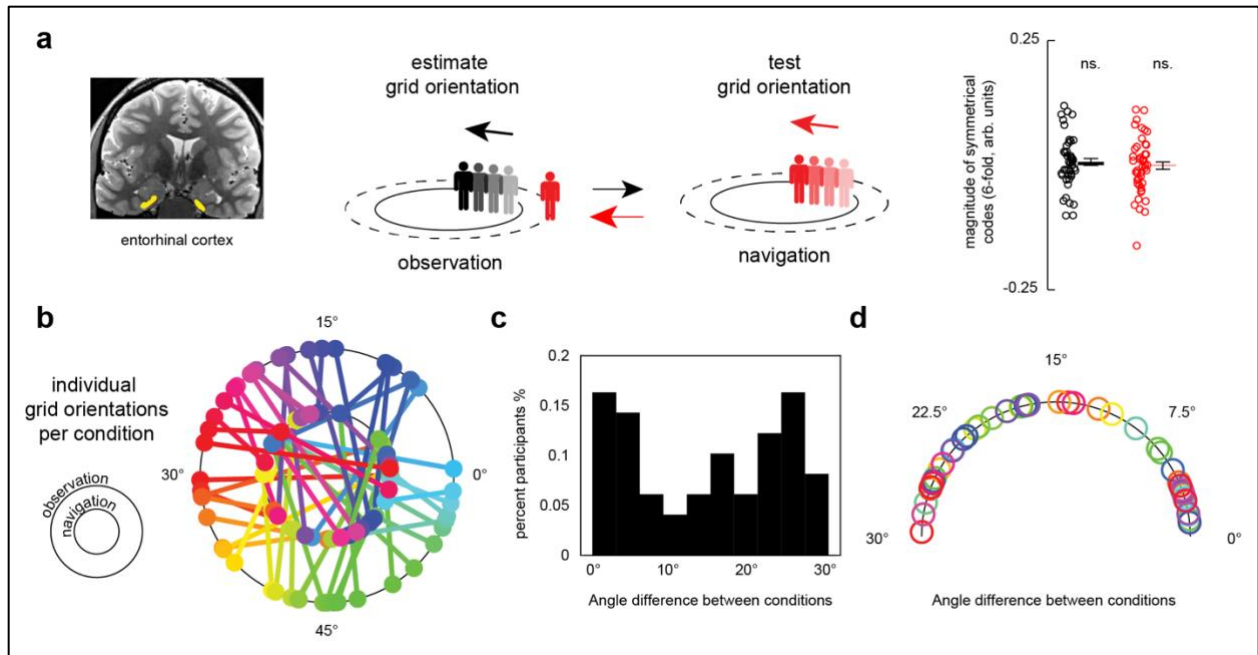 a
estimate
grid orientation
test
grid orientation
entorhinal cortex
observation
navigation
magnitude of symmetrical
codes (6-fold, arb. units)
0.25
-0.25
ns.
ns.
b
individual
grid orientations
per condition
observation
navigation
15°
0°
30°
45°
c
percent participants %
0.2
0.15
0.1
0.05
0
0°
10°
20°
30°
Angle difference between conditions
d
15°
22.5°
7.5°
30°
0°
Angle difference between conditions